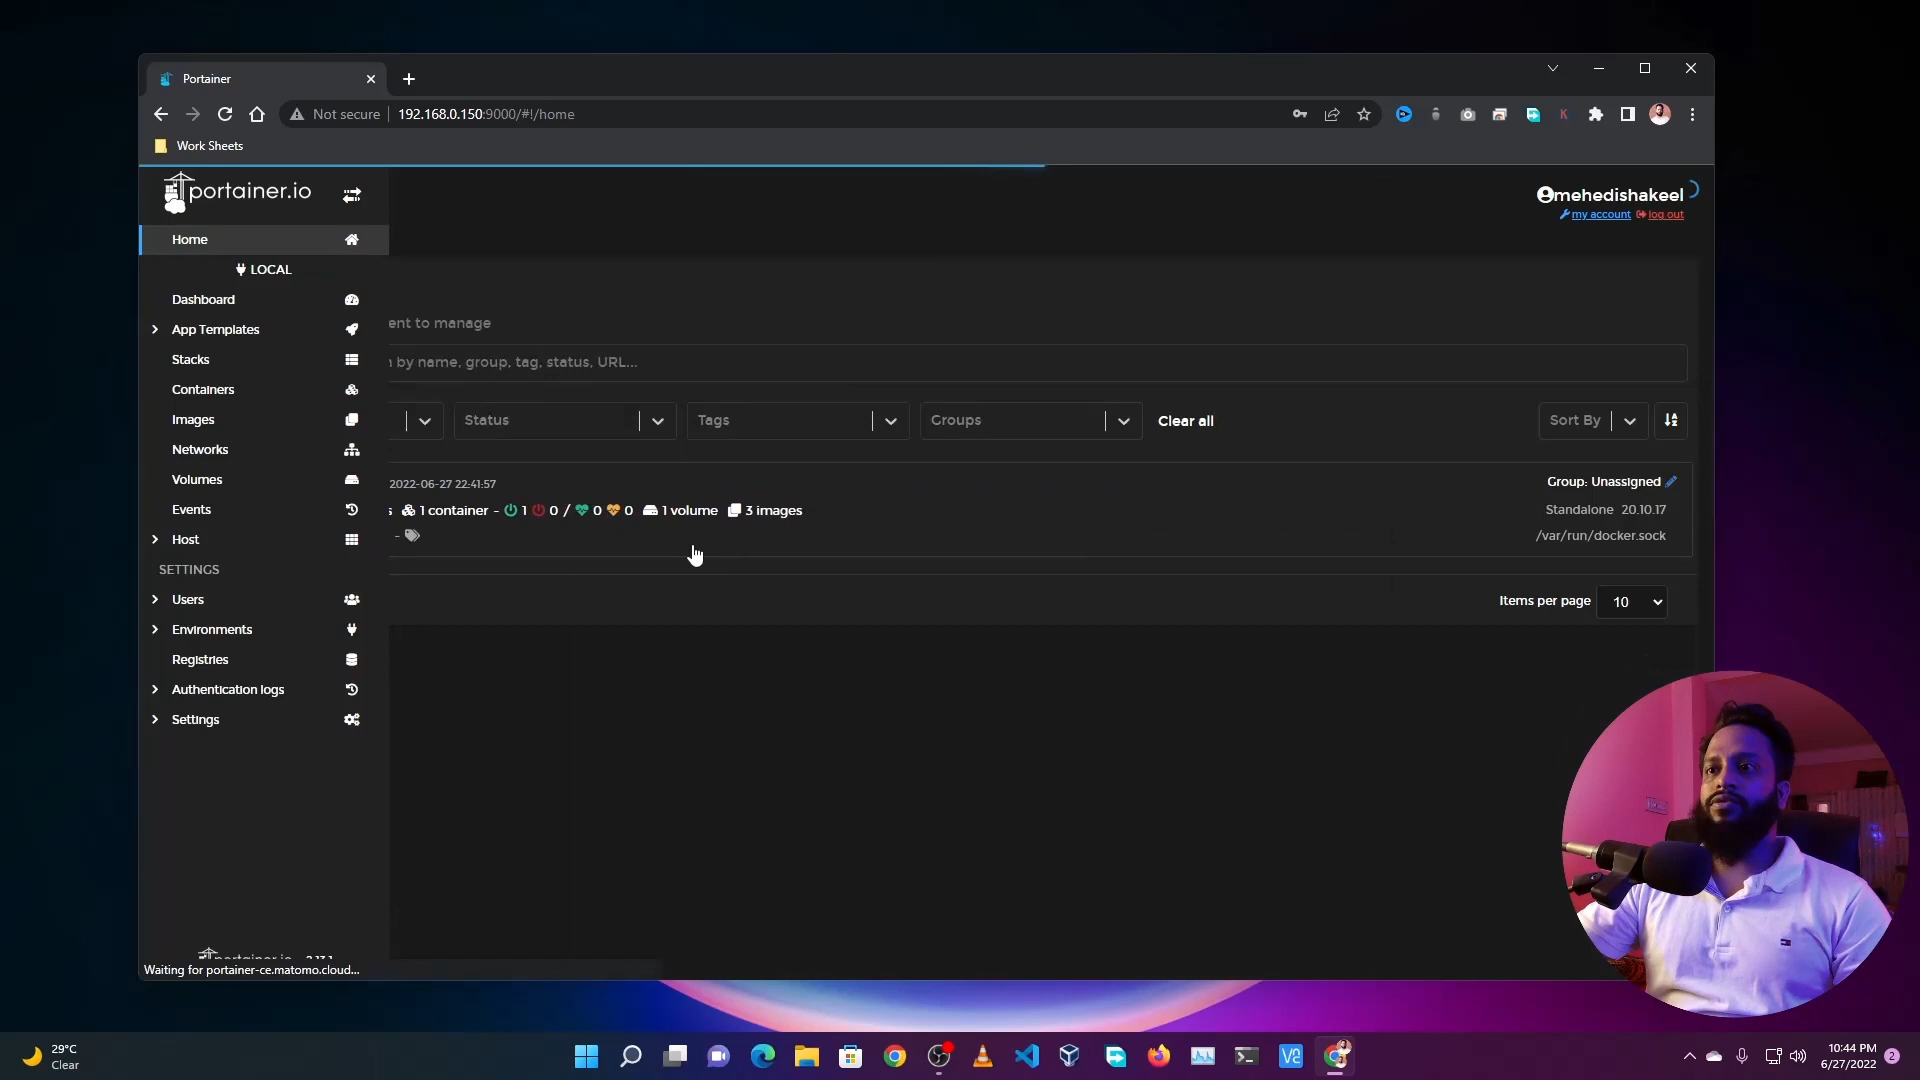 Portainer
Not secure
192.168.0.150:9000/#!/home
Work Sheets
portainer.io
mehedishakeel
my account
log out
Home
LOCAL
Dashboard
App Templates
Stacks
Containers
Images
Networks
Volumes
Events
Host
SETTINGS
Users
Environments
Registries
Authentication logs
Settings
ent to manage
by name, group, tag, status, URL...
Status
Tags
Groups
Clear all
Sort By
2022-06-27 22:41:57
Group: Unassigned
s 1 container - 1 0 / 0 0 1 volume 3 images
Standalone 20.10.17
-
/var/run/docker.sock
Items per page 10
portainer.io 2.13.1
Waiting for portainer-ce.matomo.cloud...
29°C
Clear
10:44 PM
6/27/2022
2